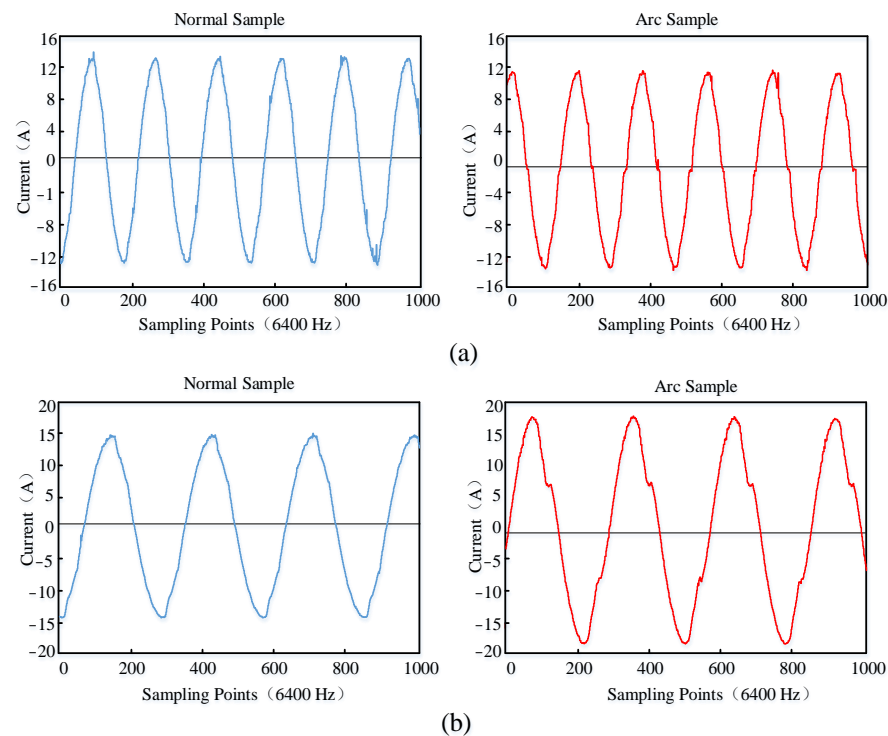 Normal Sample
16
12
8
4
0
−1
−8
−12
−16
Current（A）
0 200 400 600 800 1000
Sampling Points（6400 Hz）
Arc Sample
16
12
8
4
0
−4
−8
−12
−16
Current（A）
0 200 400 600 800 1000
Sampling Points（6400 Hz）
(a)
Normal Sample
20
15
10
5
0
−5
−10
−15
−20
Current（A）
0 200 400 600 800 1000
Sampling Points（6400 Hz）
Arc Sample
20
15
10
5
0
−5
−10
−15
−20
Current（A）
0 200 400 600 800 1000
Sampling Points（6400 Hz）
(b)